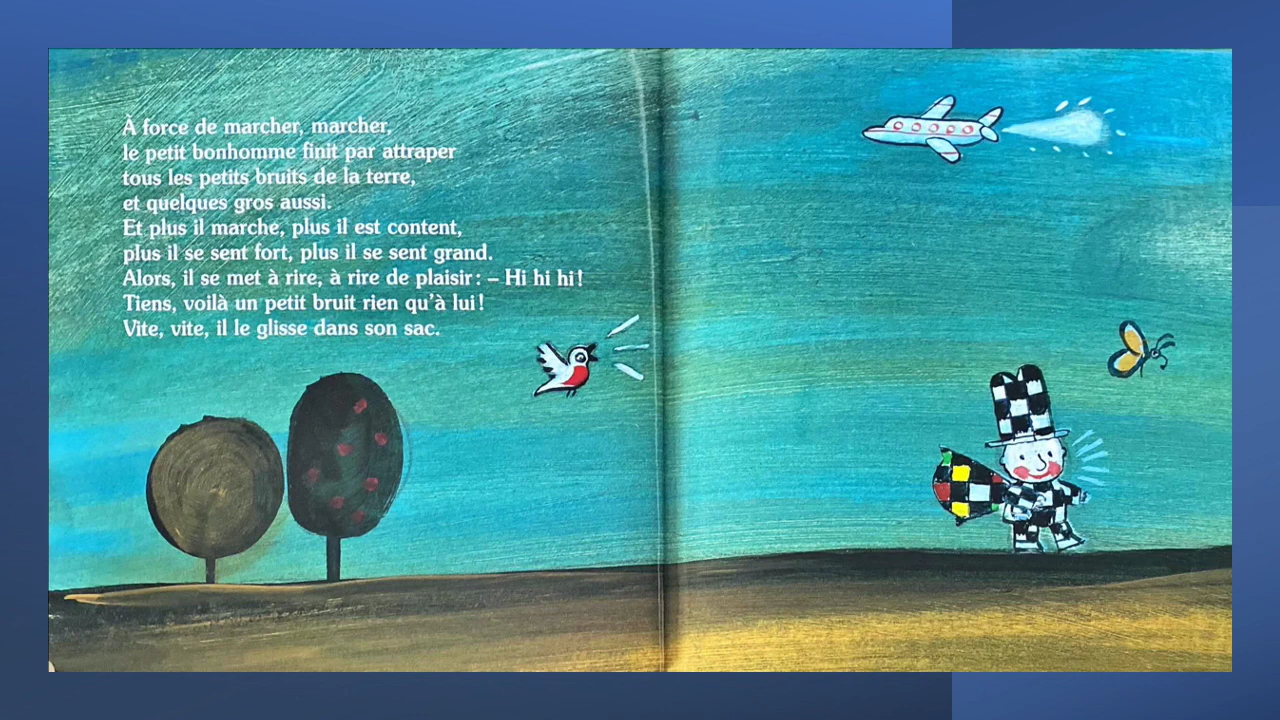 À force de marcher, marcher,
le petit bonhomme finit par attraper
tous les petits bruits de la terre,
et quelques gros aussi.
Et plus il marche, plus il est content,
plus il se sent fort, plus il se sent grand.
Alors, il se met à rire, à rire de plaisir : – Hi hi hi !
Tiens, voilà un petit bruit rien qu'à lui !
Vite, vite, il le glisse dans son sac.